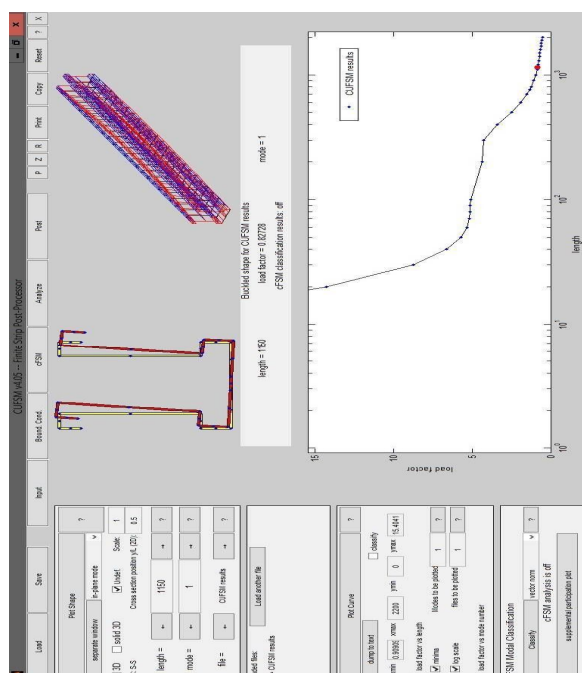 CUFSM v4.05 -- Finite Strip Post-Processor
Load
Save
Input
Bound. Cond.
cFSM
Analyze
Post
P
Z
R
Print
Copy
Reset
?
X
Plot Shape
?
separate window
in-plane mode
3D
solid 3D
Undef.
Scale:
1
: S-S
Cross section position y/L (2D):
0.5
length =
1150
?
mode =
1
?
file =
CUFSM results
?
Load another file
CUFSM results
Plot Curve
?
dump to text
classify
xmax
2200
ymin
0
ymax
15.4041
load factor vs length
minima
Modes to be plotted
1
?
log scale
files to be plotted
1
?
load factor vs mode number
FSM Modal Classification
Classify
vector norm
cFSM analysis is off
supplemental participation plot
Buckled shape for CUFSM results
length = 1150
load factor = 0.82728
mode = 1
cFSM classification results: off
CUFSM results
load factor
15
10
5
0
10^0
10^1
10^2
10^3
length